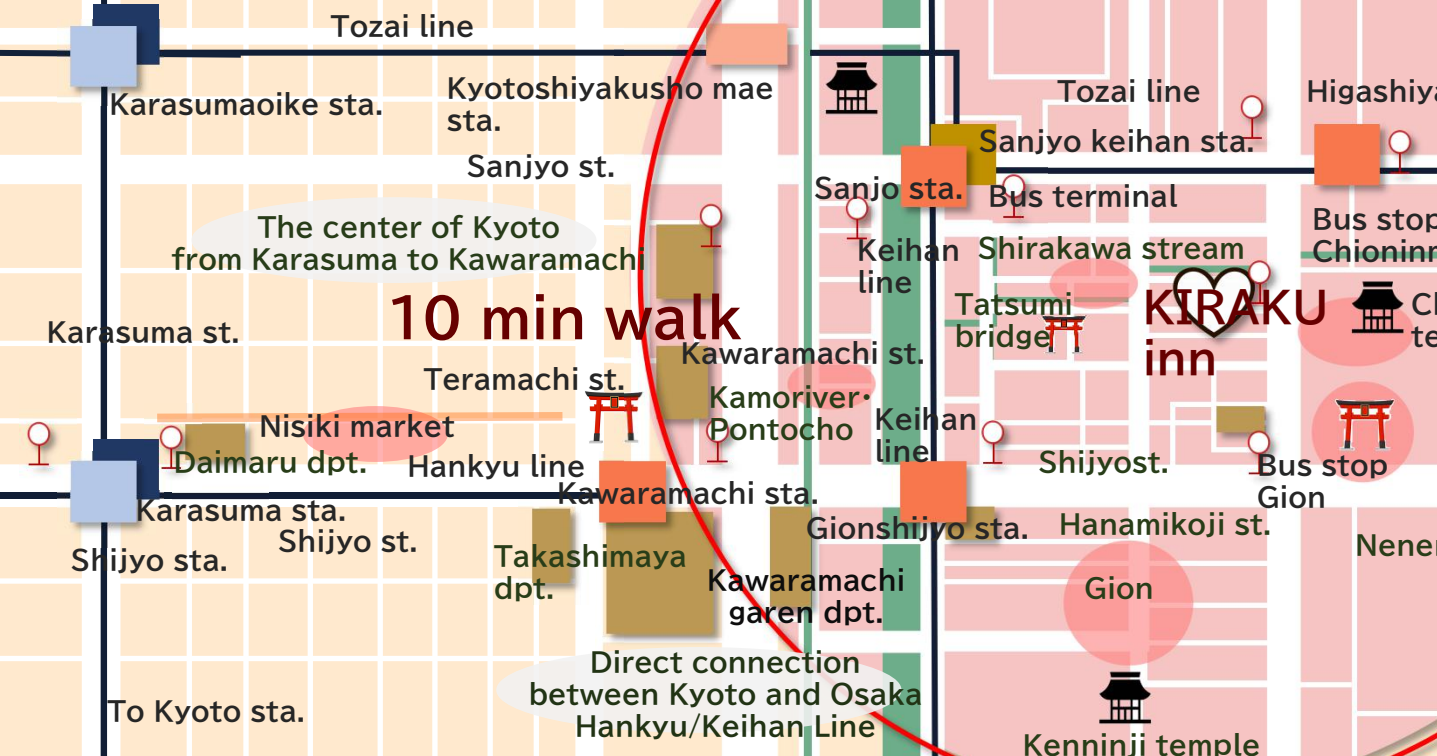 Tozai line
Karasumaoike sta.
Kyotoshiyakusho mae
sta.
Tozai line
Sanjyo keihan sta.
Sanjyo st.
Sanjo sta.
Bus terminal
The center of Kyoto
from Karasuma to Kawaramachi
Keihan
line
Shirakawa stream
Bus stop
10 min walk
Tatsumi
bridge
KIRAKU
inn
Karasuma st.
Kawaramachi st.
Teramachi st.
Kamoriver・
Pontocho
Keihan
line
Nisiki market
Daimaru dpt.
Hankyu line
Shijyost.
Bus stop
Gion
Kawaramachi sta.
Karasuma sta.
Shijyo st.
Gionshijyo sta.
Hanamikoji st.
Shijyo sta.
Takashimaya
dpt.
Kawaramachi
garen dpt.
Gion
Direct connection
between Kyoto and Osaka
Hankyu/Keihan Line
To Kyoto sta.
Kenninji temple